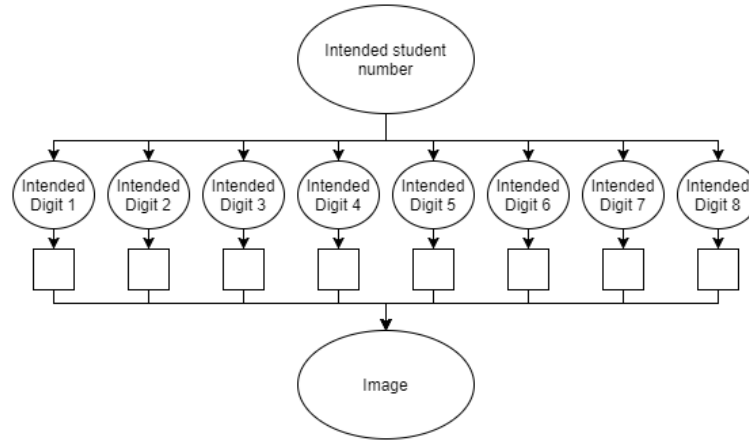 Intended student
number
Intended
Digit 1
Intended
Digit 2
Intended
Digit 3
Intended
Digit 4
Intended
Digit 5
Intended
Digit 6
Intended
Digit 7
Intended
Digit 8
Image